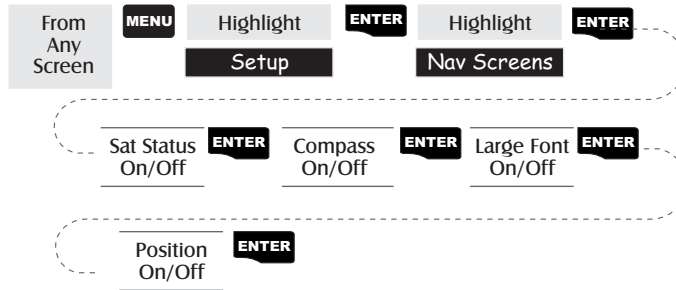 From
Any
Screen
MENU
Highlight
Setup
ENTER
Highlight
Nav Screens
ENTER
Sat Status
On/Off
ENTER
Compass
On/Off
ENTER
Large Font
On/Off
ENTER
Position
On/Off
ENTER